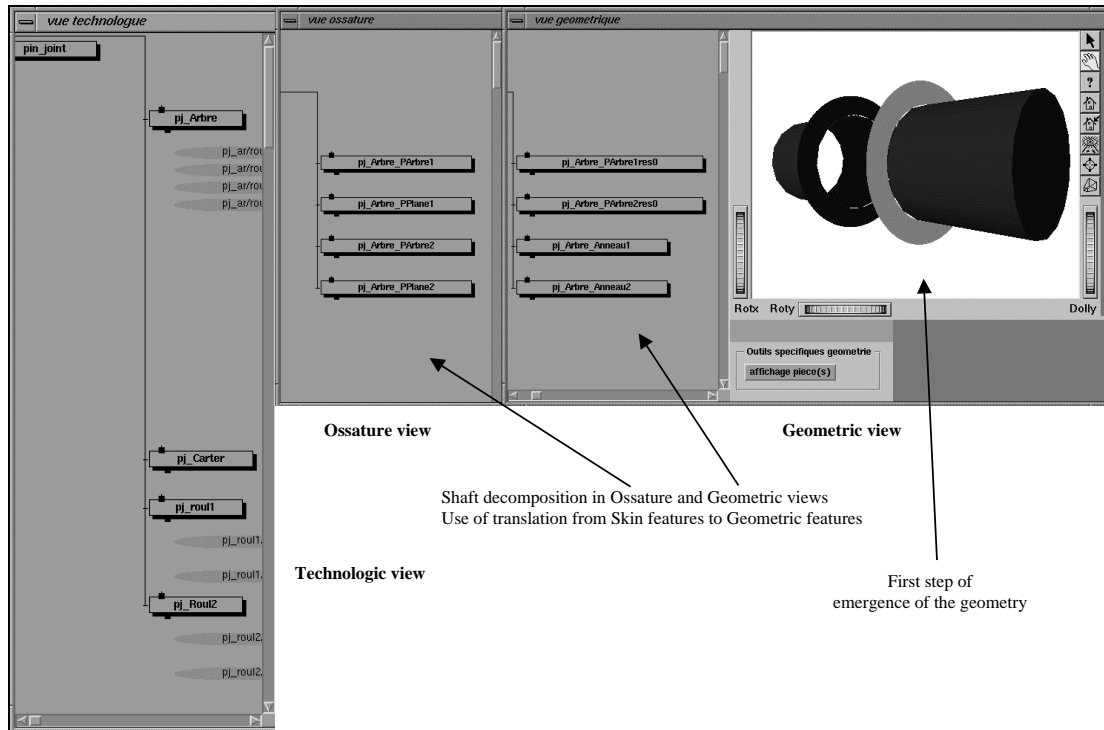 vue technologue
pin_joint
pj_Arbre
pj_ar/rou
pj_ar/rou
pj_ar/rou
pj_ar/rou
pj_Carter
pj_roul1
pj_roul1.
pj_roul1.
pj_Roul2
pj_roul2.
pj_roul2.
vue ossature
pj_Arbre_PArbre1
pj_Arbre_PPlane1
pj_Arbre_PArbre2
pj_Arbre_PPlane2
vue geometrique
pj_Arbre_PArbre1res0
pj_Arbre_PArbre2res0
pj_Arbre_Anneau1
pj_Arbre_Anneau2
?
Rotx Roty Dolly
Outils specifiques geometrie
affichage piece(s)
Ossature view
Geometric view
Shaft decomposition in Ossature and Geometric views
Use of translation from Skin features to Geometric features
Technologic view
First step of
emergence of the geometry